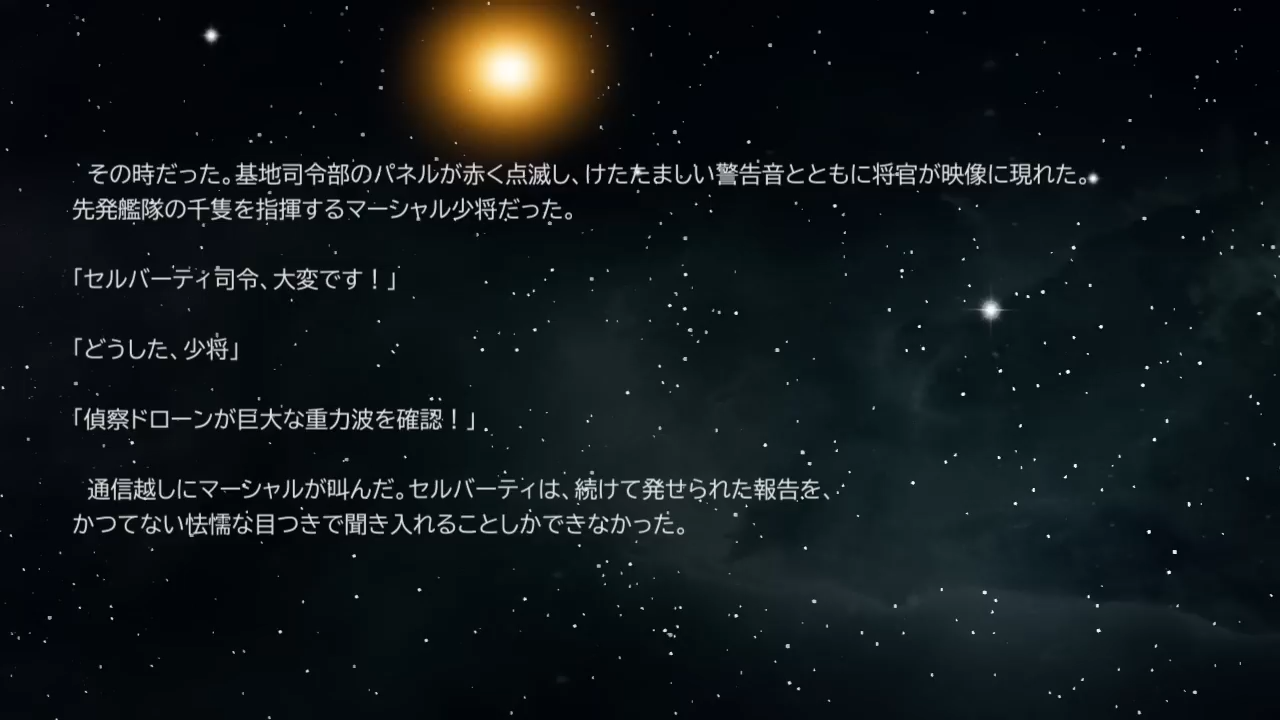 その時だった。基地司令部のパネルが赤く点滅し、けたたましい警告音とともに将官が映像に現れた。
先発艦隊の千隻を指揮するマーシャル少将だった。
「セルバーティ司令、大変です！」
「どうした、少将」
「偵察ドローンが巨大な重力波を確認！」
通信越しにマーシャルが叫んだ。セルバーティは、続けて発せられた報告を、
かつてない怯懦な目つきで聞き入れることしかできなかった。